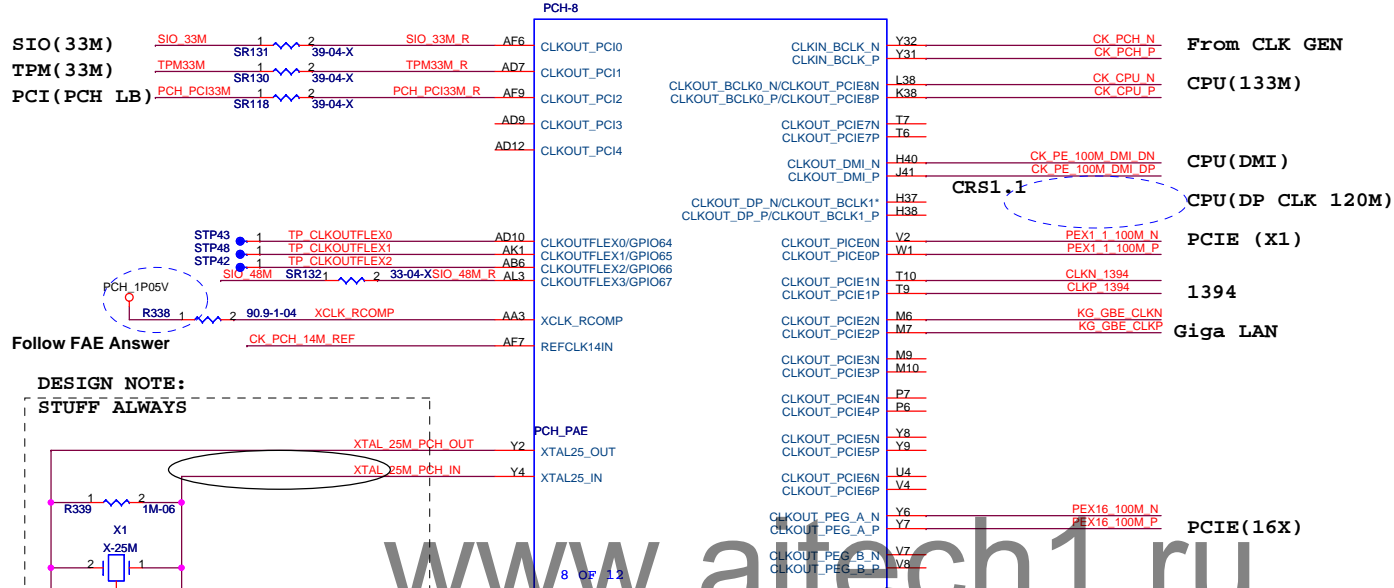 PCH-8
SIO(33M) SIO_33M 1 2 SIO_33M_R AF6 CLKOUT_PCI0
SR131 39-04-X
TPM(33M) TPM33M 1 2 TPM33M_R AD7 CLKOUT_PCI1
SR130 39-04-X
PCI(PCH LB) PCH_PCI33M 1 2 PCH_PCI33M_R AF9 CLKOUT_PCI2
SR118 39-04-X
AD9 CLKOUT_PCI3
AD12 CLKOUT_PCI4
STP43 1 TP_CLKOUTFLEX0 AD10 CLKOUTFLEX0/GPIO64
STP48 1 TP_CLKOUTFLEX1 AK1 CLKOUTFLEX1/GPIO65
STP42 1 TP_CLKOUTFLEX2 AB6 CLKOUTFLEX2/GPIO66
SIO_48M SR132 1 2 33-04-X SIO_48M_R AL3 CLKOUTFLEX3/GPIO67
PCH_1P05V
R338 1 2 90.9-1-04 XCLK_RCOMP AA3 XCLK_RCOMP
Follow FAE Answer
CK_PCH_14M_REF AF7 REFCLK14IN
DESIGN NOTE:
STUFF ALWAYS
PCH_PAE
XTAL_25M_PCH_OUT Y2 XTAL25_OUT
XTAL_25M_PCH_IN Y4 XTAL25_IN
1 2
R339 1M-06
X1
X-25M
2 1
CLKIN_BCLK_N Y32 CK_PCH_N From CLK GEN
CLKIN_BCLK_P Y31 CK_PCH_P
CLKOUT_BCLK0_N/CLKOUT_PCIE8N L38 CK_CPU_N CPU(133M)
CLKOUT_BCLK0_P/CLKOUT_PCIE8P K38 CK_CPU_P
CLKOUT_PCIE7N T7
CLKOUT_PCIE7P T6
CLKOUT_DMI_N H40 CK_PE_100M_DMI_DN CPU(DMI)
CLKOUT_DMI_P J41 CK_PE_100M_DMI_DP
CRS1.1
CLKOUT_DP_N/CLKOUT_BCLK1* H37 CPU(DP CLK 120M)
CLKOUT_DP_P/CLKOUT_BCLK1_P H38
CLKOUT_PCIE0N V2 PEX1_1_100M_N PCIE (X1)
CLKOUT_PCIE0P W1 PEX1_1_100M_P
CLKOUT_PCIE1N T10 CLKN_1394 1394
CLKOUT_PCIE1P T9 CLKP_1394
CLKOUT_PCIE2N M6 KG_GBE_CLKN Giga LAN
CLKOUT_PCIE2P M7 KG_GBE_CLKP
CLKOUT_PCIE3N M9
CLKOUT_PCIE3P M10
CLKOUT_PCIE4N P7
CLKOUT_PCIE4P P6
CLKOUT_PCIE5N Y8
CLKOUT_PCIE5P Y9
CLKOUT_PCIE6N U4
CLKOUT_PCIE6P V4
CLKOUT_PEG_A_N Y6 PEX16_100M_N
CLKOUT_PEG_A_P Y7 PEX16_100M_P PCIE(16X)
CLKOUT_PEG_B_N V7
CLKOUT_PEG_B_P V8
8 OF 12
www.aitech1.ru